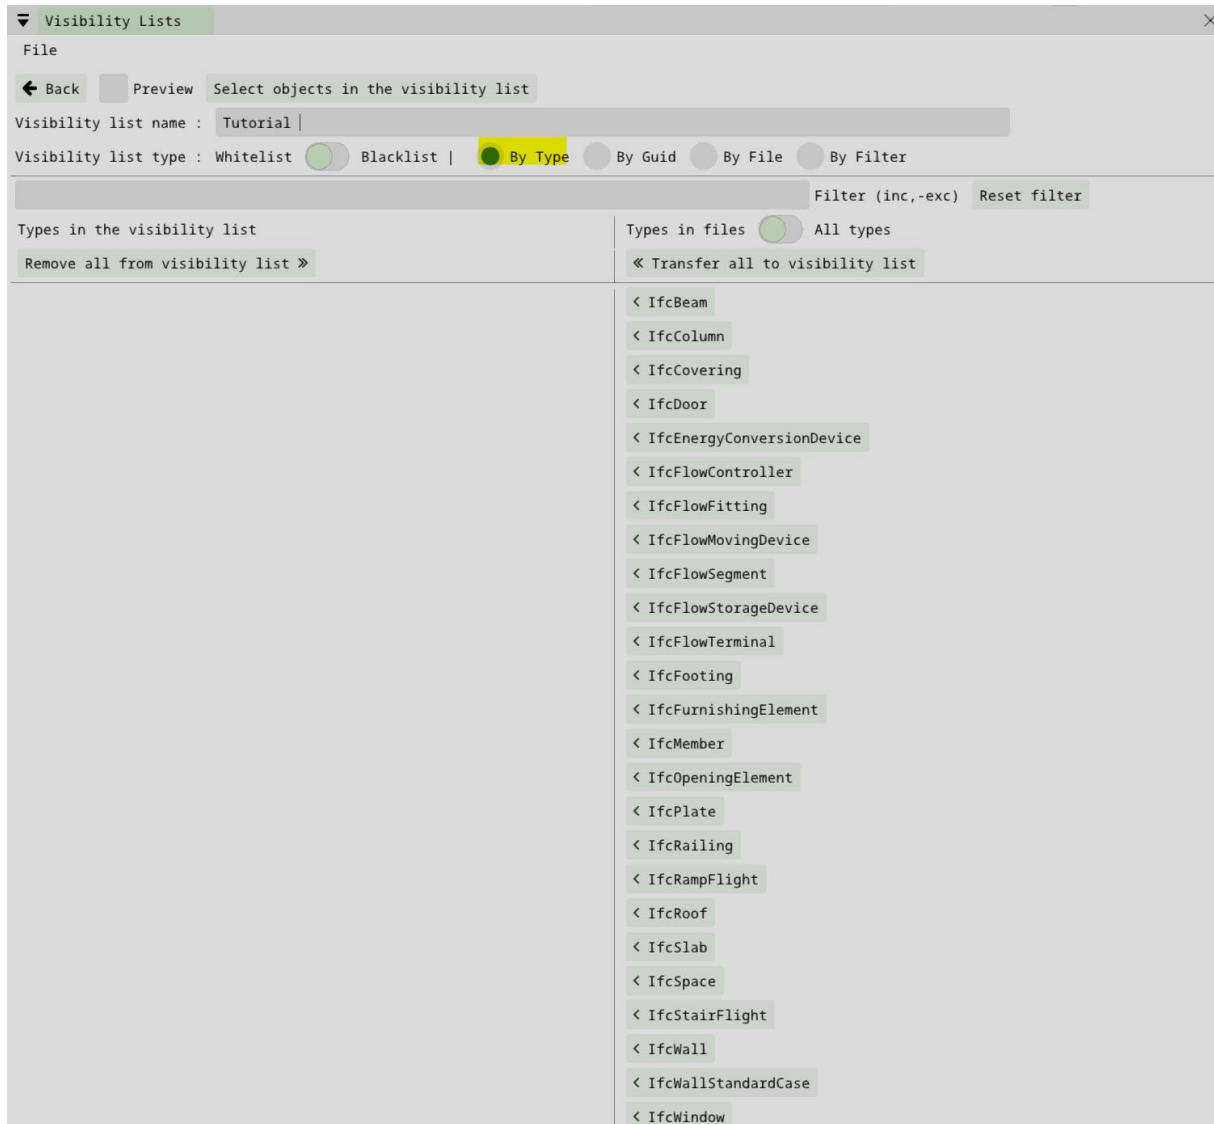 Visibility Lists
File
Back Preview Select objects in the visibility list
Visibility list name : Tutorial
Visibility list type : Whitelist Blacklist | By Type By Guid By File By Filter
Filter (inc,-exc) Reset filter
Types in the visibility list Types in files All types
Remove all from visibility list » « Transfer all to visibility list
< IfcBeam
< IfcColumn
< IfcCovering
< IfcDoor
< IfcEnergyConversionDevice
< IfcFlowController
< IfcFlowFitting
< IfcFlowMovingDevice
< IfcFlowSegment
< IfcFlowStorageDevice
< IfcFlowTerminal
< IfcFooting
< IfcFurnishingElement
< IfcMember
< IfcOpeningElement
< IfcPlate
< IfcRailing
< IfcRampFlight
< IfcRoof
< IfcSlab
< IfcSpace
< IfcStairFlight
< IfcWall
< IfcWallStandardCase
< IfcWindow